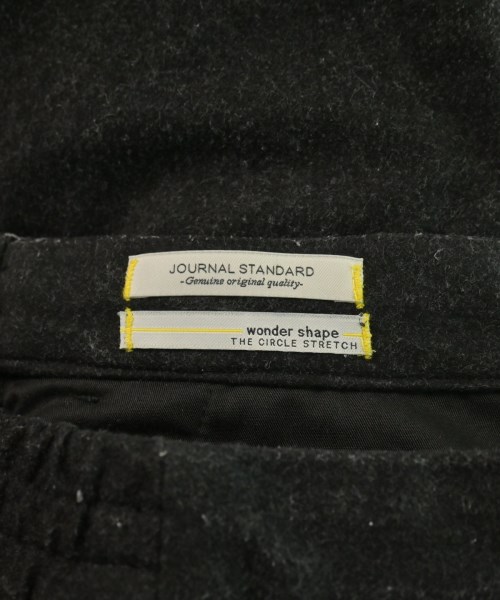 JOURNAL STANDARD
-Genuine original quality-
wonder shape
THE CIRCLE STRETCH